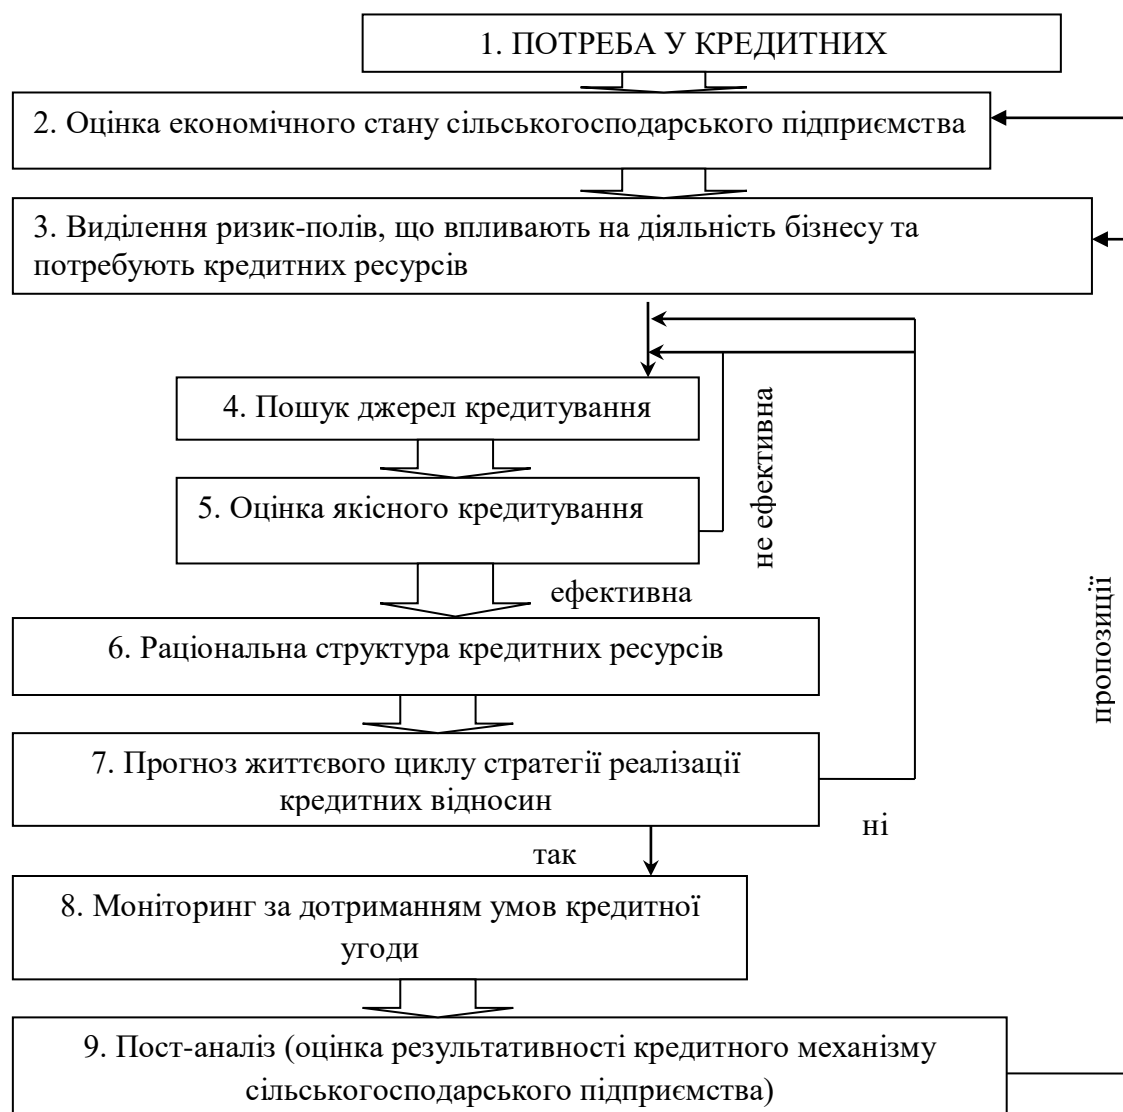 1. ПОТРЕБА У КРЕДИТНИХ
2. Оцінка економічного стану сільськогосподарського підприємства
3. Виділення ризик-полів, що впливають на діяльність бізнесу та
потребують кредитних ресурсів
4. Пошук джерел кредитування
не ефективна
5. Оцінка якісного кредитування
ефективна
пропозиції
6. Раціональна структура кредитних ресурсів
7. Прогноз життєвого циклу стратегії реалізації
кредитних відносин
ні
так
8. Моніторинг за дотриманням умов кредитної
угоди
9. Пост-аналіз (оцінка результативності кредитного механізму
сільськогосподарського підприємства)